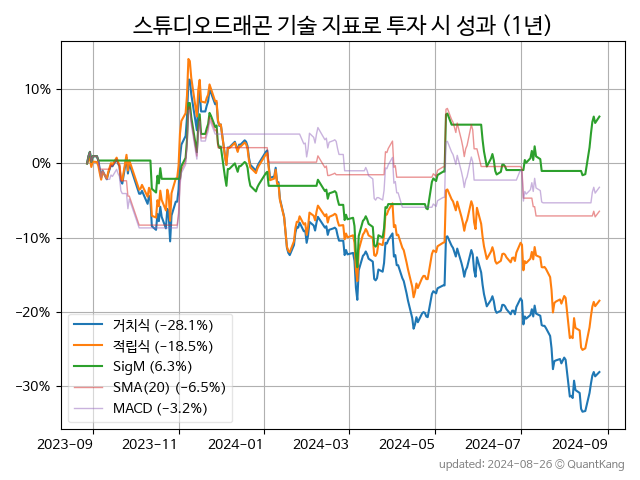 스튜디오드래곤 기술 지표로 투자 시 성과 (1년)
10%
0%
−10%
−20%
−30%
거치식 (−28.1%)
적립식 (−18.5%)
SigM (6.3%)
SMA(20) (−6.5%)
MACD (−3.2%)
2023-09 2023-11 2024-01 2024-03 2024-05 2024-07 2024-09
updated: 2024-08-26 © QuantKang